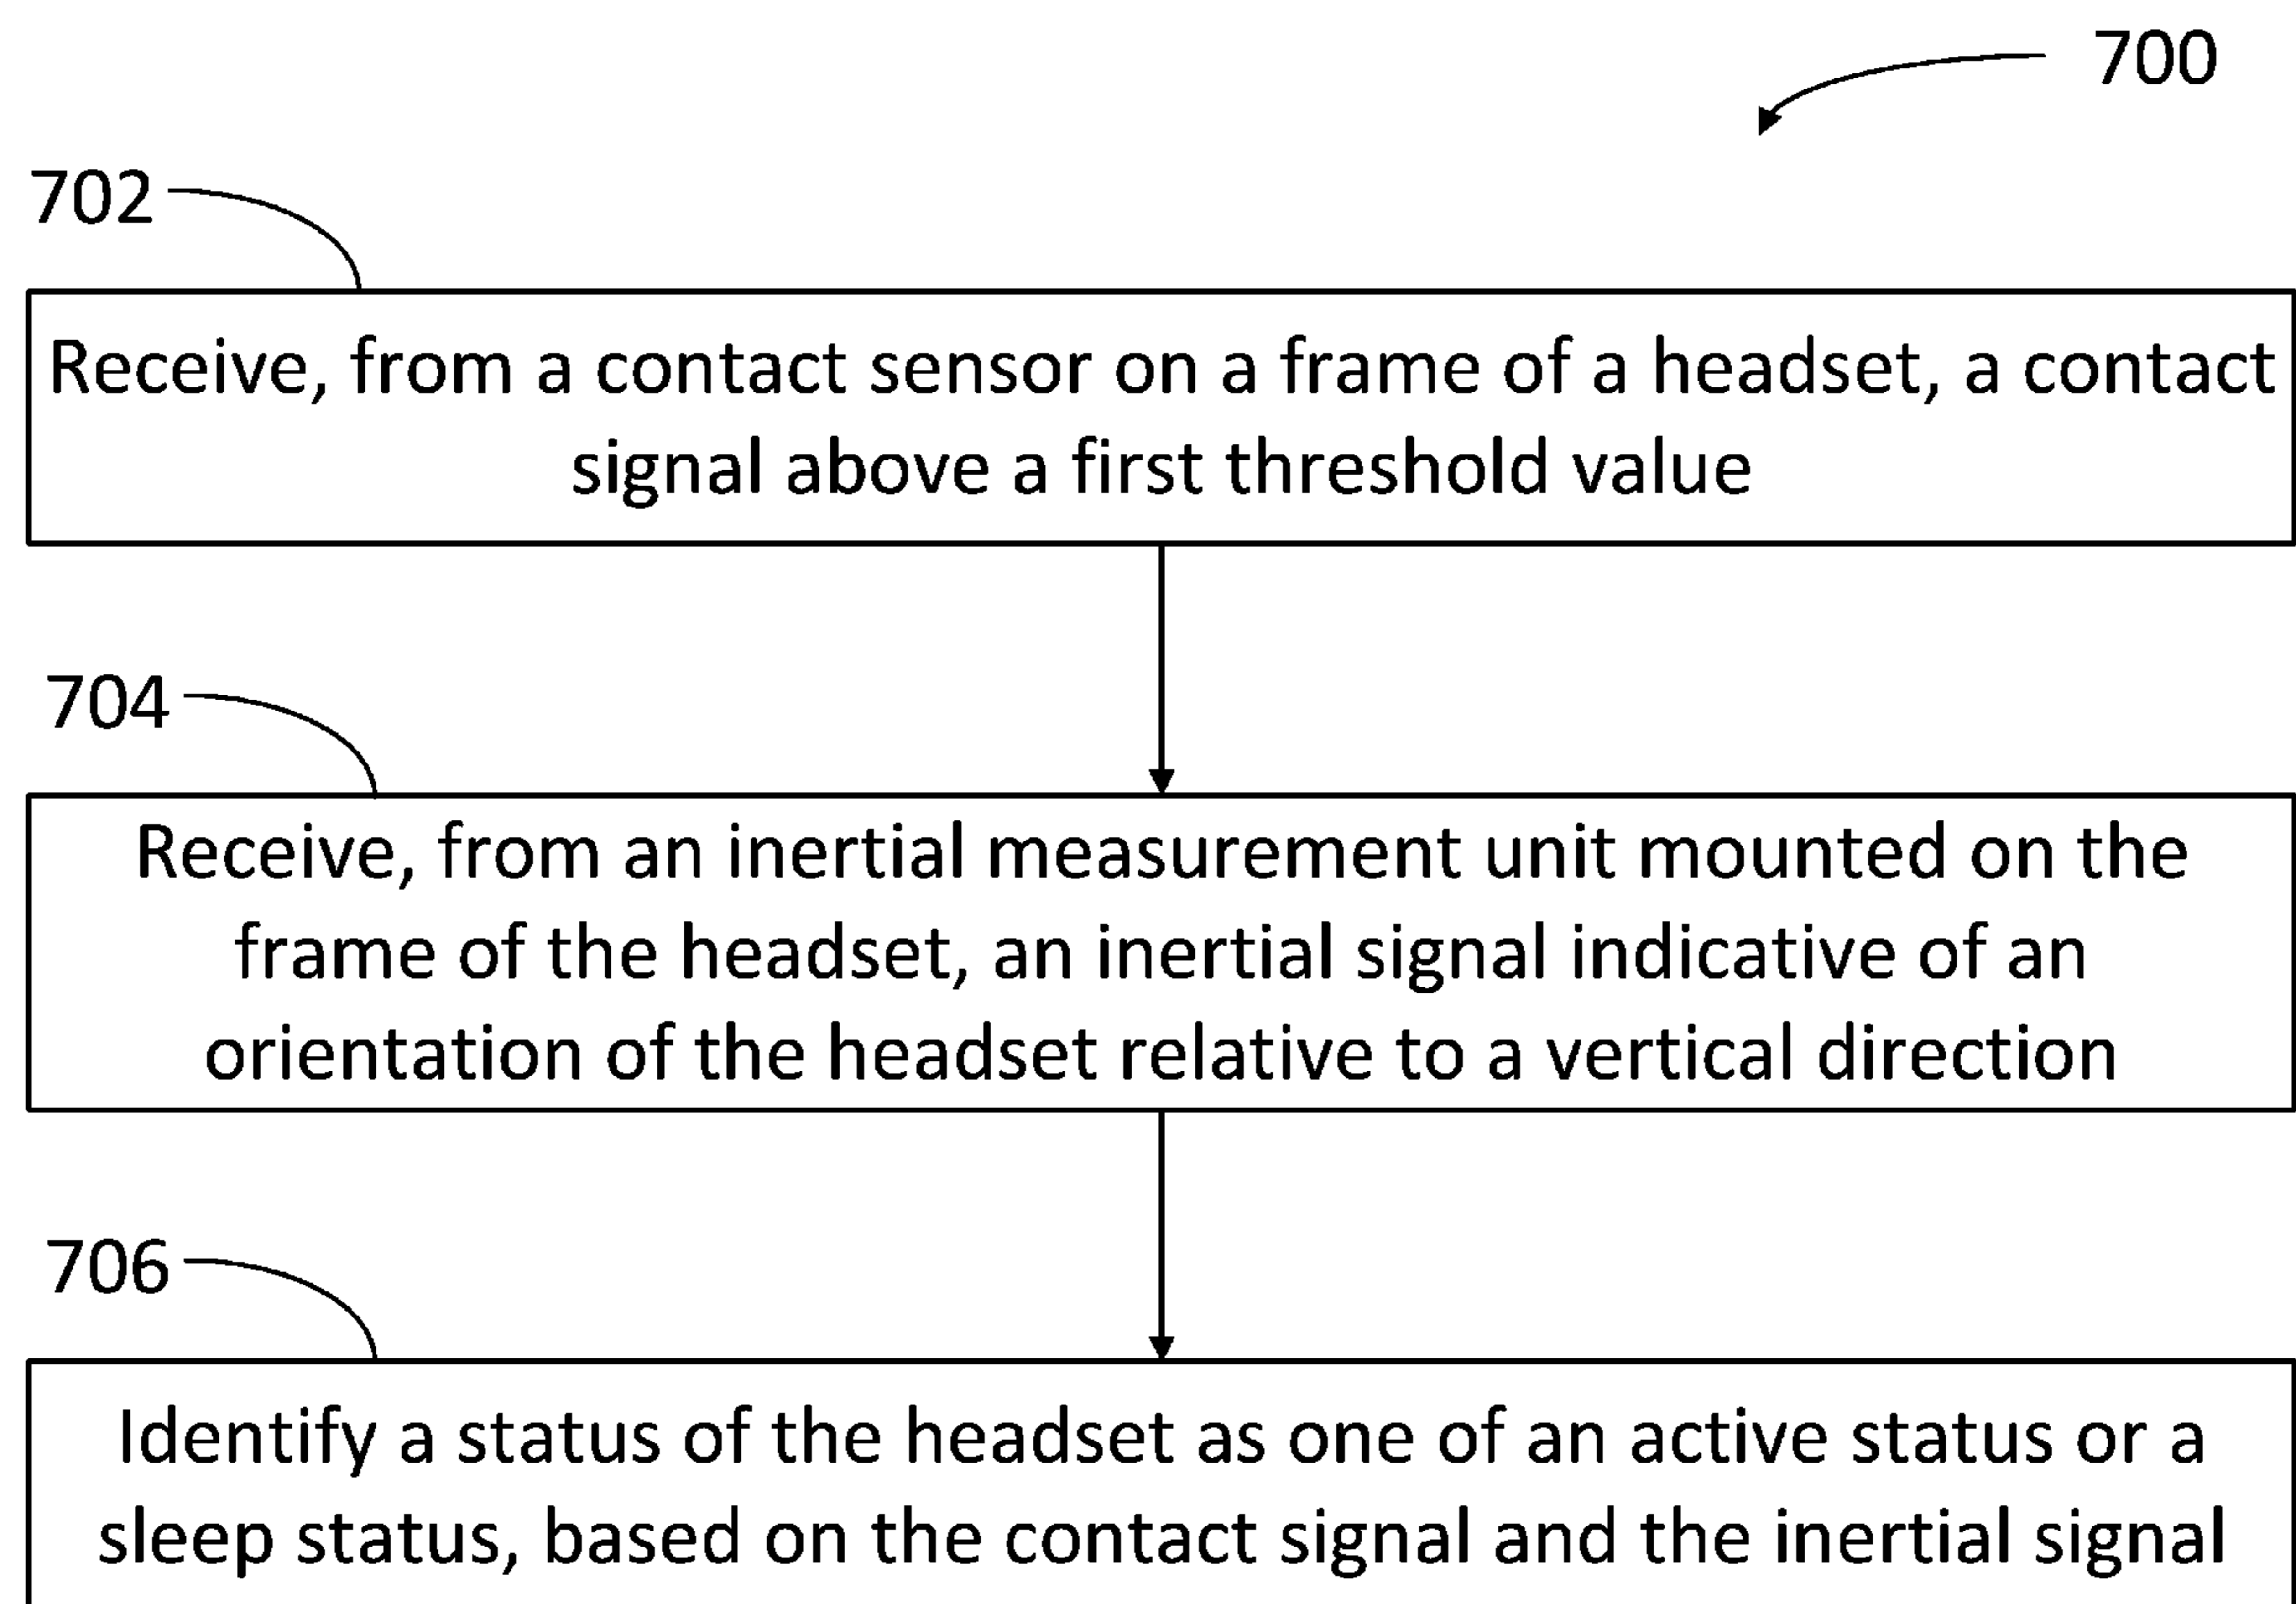 700
702
Receive, from a contact sensor on a frame of a headset, a contact
signal above a first threshold value
704
Receive, from an inertial measurement unit mounted on the
frame of the headset, an inertial signal indicative of an
orientation of the headset relative to a vertical direction
706
Identify a status of the headset as one of an active status or a
sleep status, based on the contact signal and the inertial signal